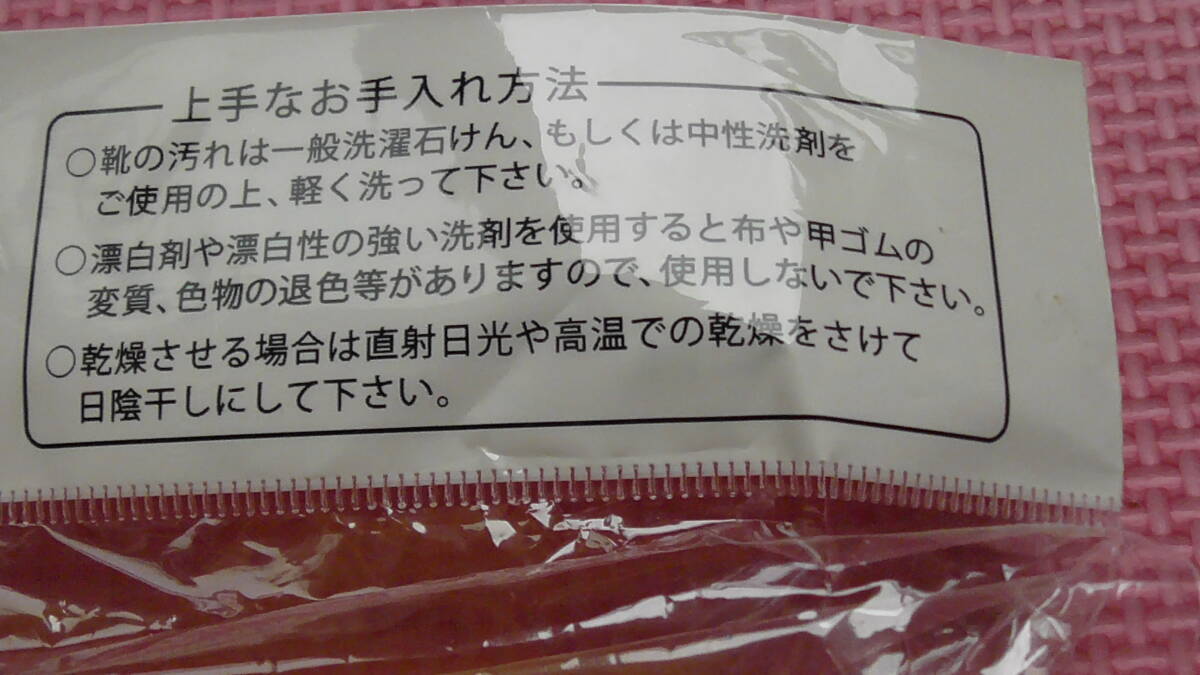 上手なお手入れ方法
○靴の汚れは一般洗濯石けん、もしくは中性洗剤を
ご使用の上、軽く洗って下さい。
○漂白剤や漂白性の強い洗剤を使用すると布や甲ゴムの
変質、色物の退色等がありますので、使用しないで下さい。
○乾燥させる場合は直射日光や高温での乾燥をさけて
日陰干しにして下さい。